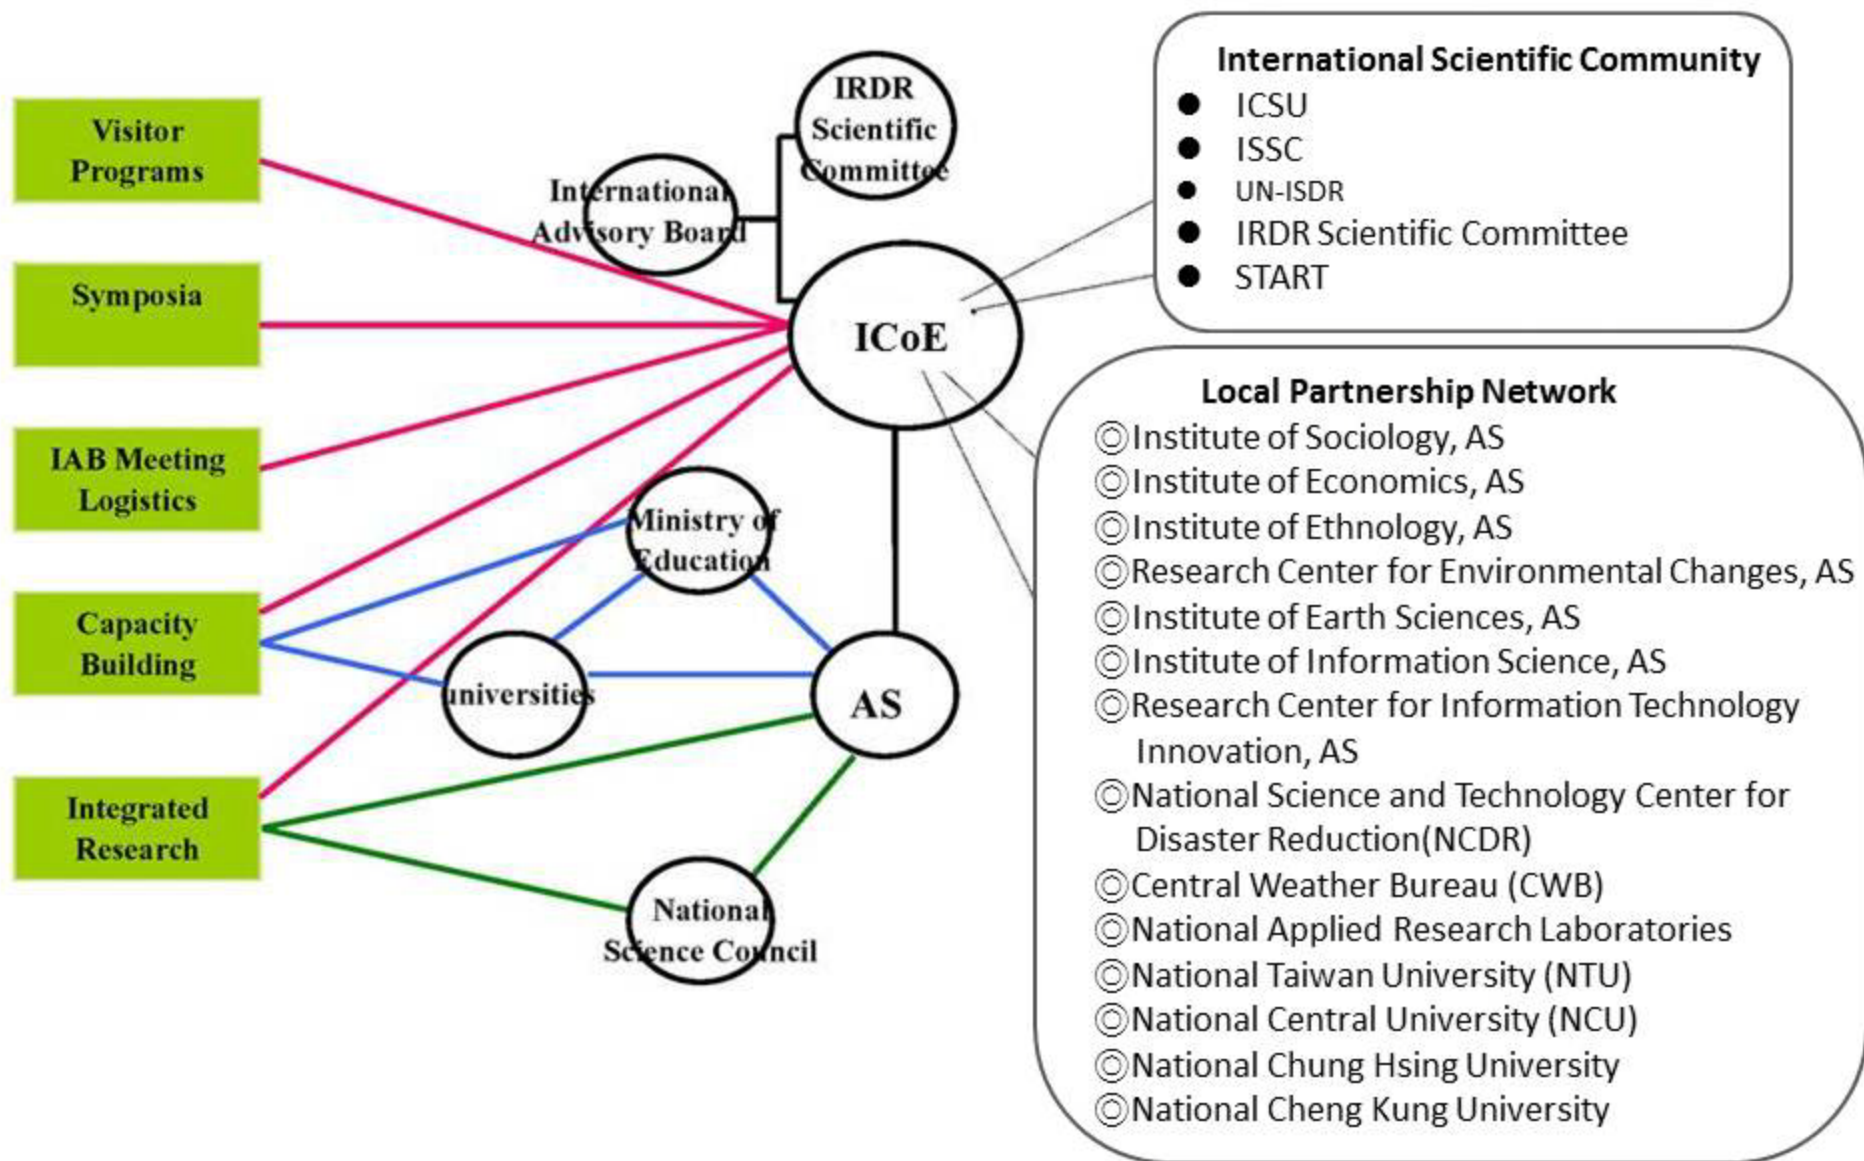 Visitor
Programs
Symposia
IAB Meeting
Logistics
Capacity
Building
Integrated
Research
IRDR
Scientific
Committee
International
Advisory Board
ICoE
Ministry of
Education
universities
AS
National
Science Council
International Scientific Community
● ICSU
● ISSC
● UN-ISDR
● IRDR Scientific Committee
● START
Local Partnership Network
◎Institute of Sociology, AS
◎Institute of Economics, AS
◎Institute of Ethnology, AS
◎Research Center for Environmental Changes, AS
◎Institute of Earth Sciences, AS
◎Institute of Information Science, AS
◎Research Center for Information Technology
Innovation, AS
◎National Science and Technology Center for
Disaster Reduction(NCDR)
◎Central Weather Bureau (CWB)
◎National Applied Research Laboratories
◎National Taiwan University (NTU)
◎National Central University (NCU)
◎National Chung Hsing University
◎National Cheng Kung University